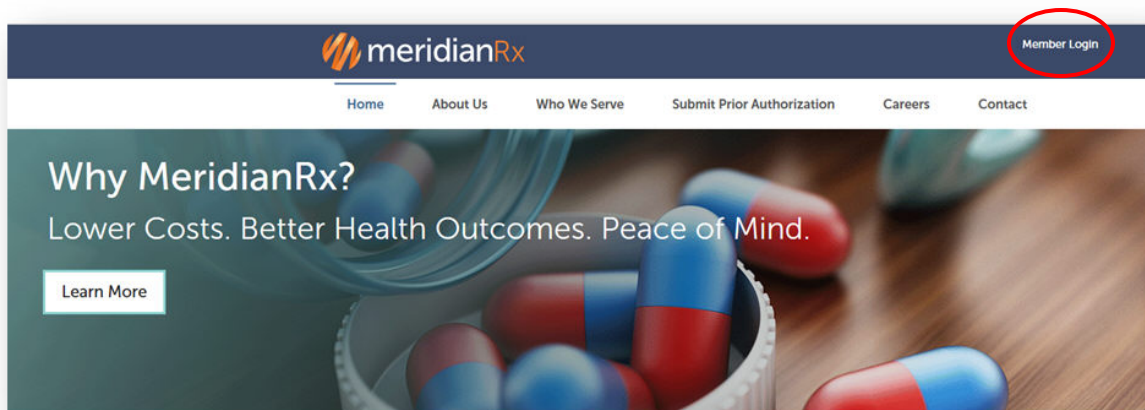 meridianRx
Member Login
Home About Us Who We Serve Submit Prior Authorization Careers Contact
Why MeridianRx?
Lower Costs. Better Health Outcomes. Peace of Mind.
Learn More